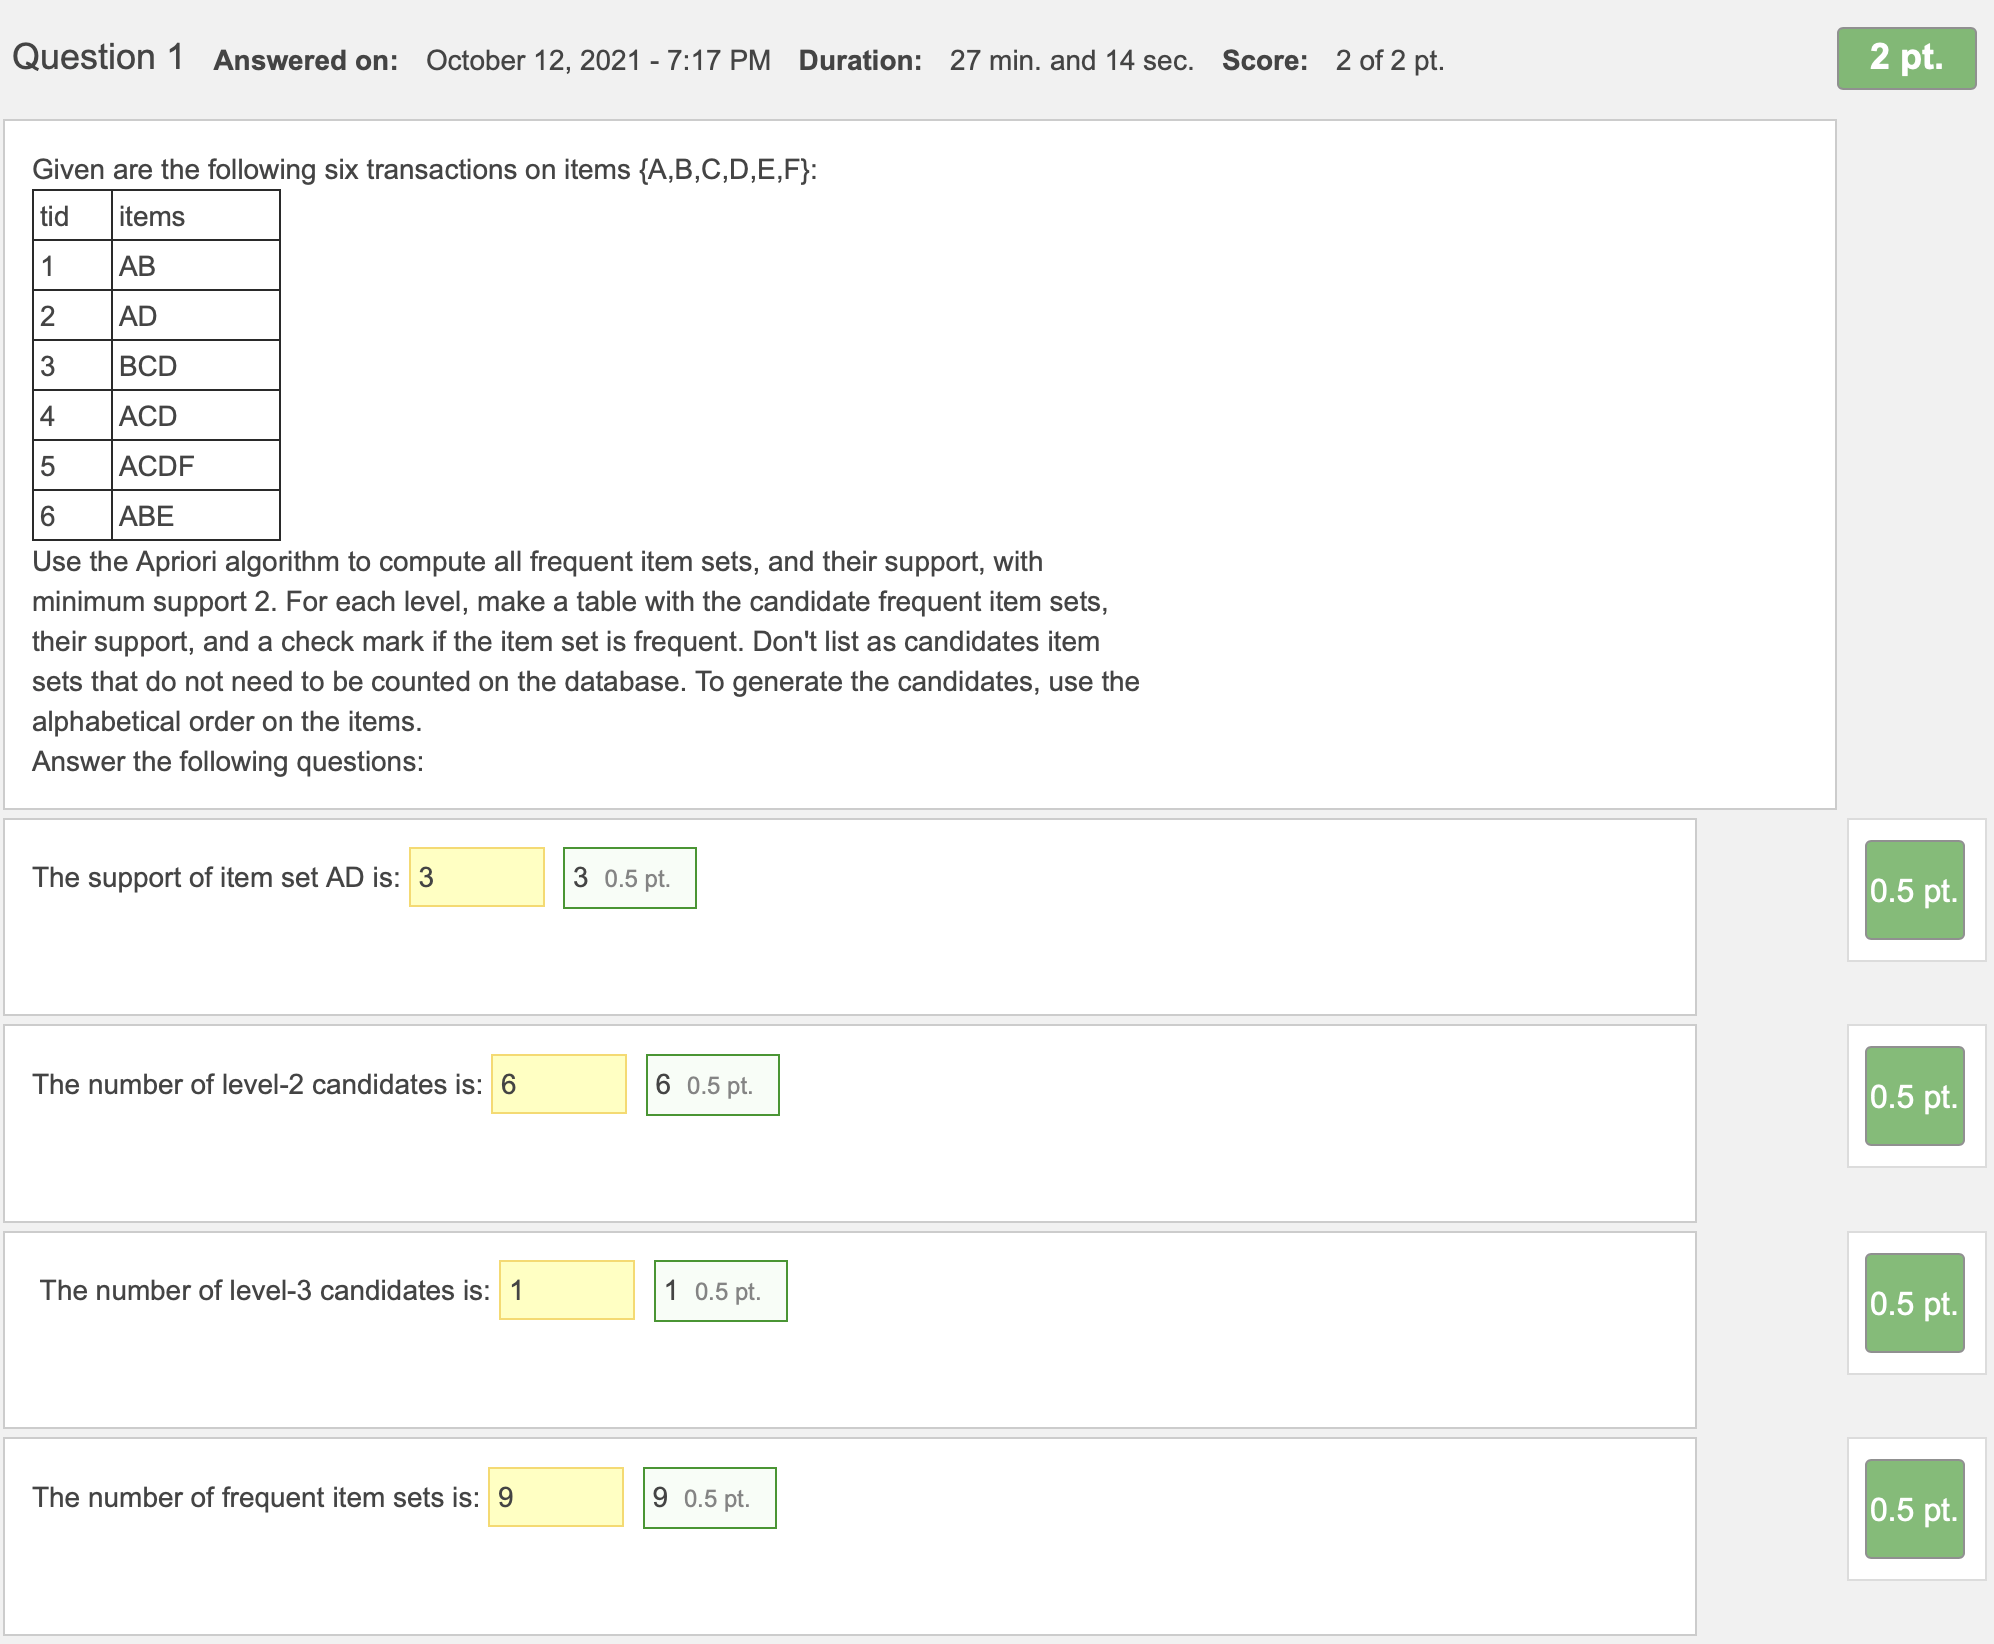 Question 1 Answered on: October 12, 2021 - 7:17 PM Duration: 27 min. and 14 sec. Score: 2 of 2 pt. 2 pt.
Given are the following six transactions on items {A,B,C,D,E,F}:
tid items
1 AB
2 AD
3 BCD
4 ACD
5 ACDF
6 ABE
Use the Apriori algorithm to compute all frequent item sets, and their support, with
minimum support 2. For each level, make a table with the candidate frequent item sets,
their support, and a check mark if the item set is frequent. Don't list as candidates item
sets that do not need to be counted on the database. To generate the candidates, use the
alphabetical order on the items.
Answer the following questions:
The support of item set AD is: 3 3 0.5 pt. 0.5 pt.
The number of level-2 candidates is: 6 6 0.5 pt. 0.5 pt.
The number of level-3 candidates is: 1 1 0.5 pt. 0.5 pt.
The number of frequent item sets is: 9 9 0.5 pt. 0.5 pt.